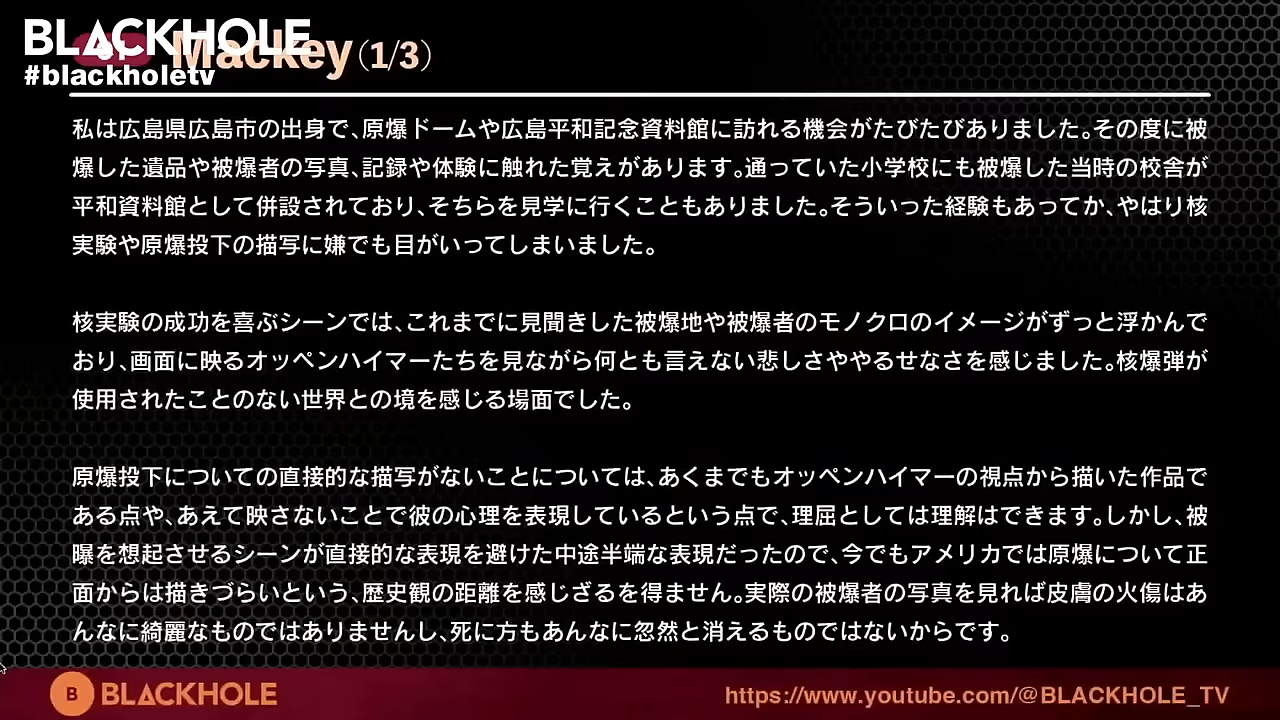 BLACKHOLE
Mackey（1/3）
#blackholetv
私は広島県広島市の出身で、原爆ドームや広島平和記念資料館に訪れる機会がたびたびありました。その度に被
爆した遺品や被爆者の写真、記録や体験に触れた覚えがあります。通っていた小学校にも被爆した当時の校舎が
平和資料館として併設されており、そちらを見学に行くこともありました。そういった経験もあってか、やはり核
実験や原爆投下の描写に嫌でも目がいってしまいました。
核実験の成功を喜ぶシーンでは、これまでに見聞きした被爆地や被爆者のモノクロのイメージがずっと浮かんで
おり、画面に映るオッペンハイマーたちを見ながら何とも言えない悲しさややるせなさを感じました。核爆弾が
使用されたことのない世界との境を感じる場面でした。
原爆投下についての直接的な描写がないことについては、あくまでもオッペンハイマーの視点から描いた作品で
ある点や、あえて映さないことで彼の心理を表現しているという点で、理屈としては理解はできます。しかし、被
曝を想起させるシーンが直接的な表現を避けた中途半端な表現だったので、今でもアメリカでは原爆について正
面からは描きづらいという、歴史観の距離を感じざるを得ません。実際の被爆者の写真を見れば皮膚の火傷はあ
んなに綺麗なものではありませんし、死に方もあんなに忽然と消えるものではないからです。
B BLACKHOLE
https://www.youtube.com/@BLACKHOLE_TV